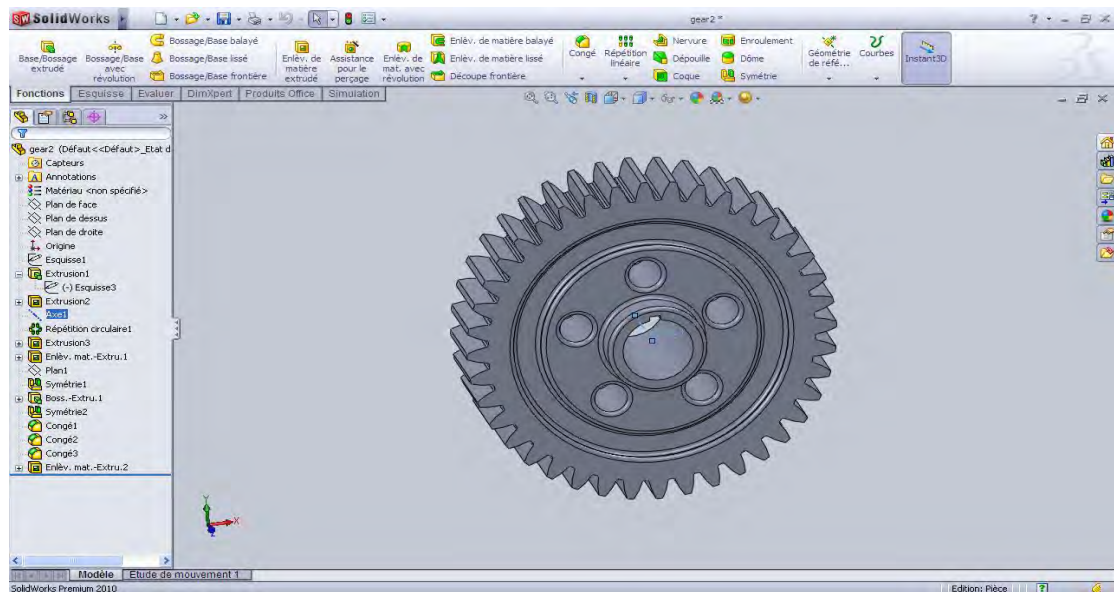 SolidWorks
gear2 *
Base/Bossage extrudé
Bossage/Base avec révolution
Bossage/Base balayé
Bossage/Base lissé
Bossage/Base frontière
Enlèv. de matière extrudé
Assistance pour le perçage
Enlèv. de mat. avec révolution
Enlèv. de matière balayé
Enlèv. de matière lissé
Découpe frontière
Congé
Répétition linéaire
Nervure
Dépouille
Coque
Enroulement
Dôme
Symétrie
Géométrie de réfé...
Courbes
Instant3D
Fonctions Esquisse Evaluer DimXpert Produits Office Simulation
gear2 (Défaut<<Défaut>_Etat d
Capteurs
Annotations
Matériau <non spécifié>
Plan de face
Plan de dessus
Plan de droite
Origine
Esquisse1
Extrusion1
(-) Esquisse3
Extrusion2
Axe1
Répétition circulaire1
Extrusion3
Enlèv. mat.-Extru.1
Plan1
Symétrie1
Boss.-Extru.1
Symétrie2
Congé1
Congé2
Congé3
Enlèv. mat.-Extru.2
Y
X
Modèle Etude de mouvement 1
SolidWorks Premium 2010
Edition: Pièce